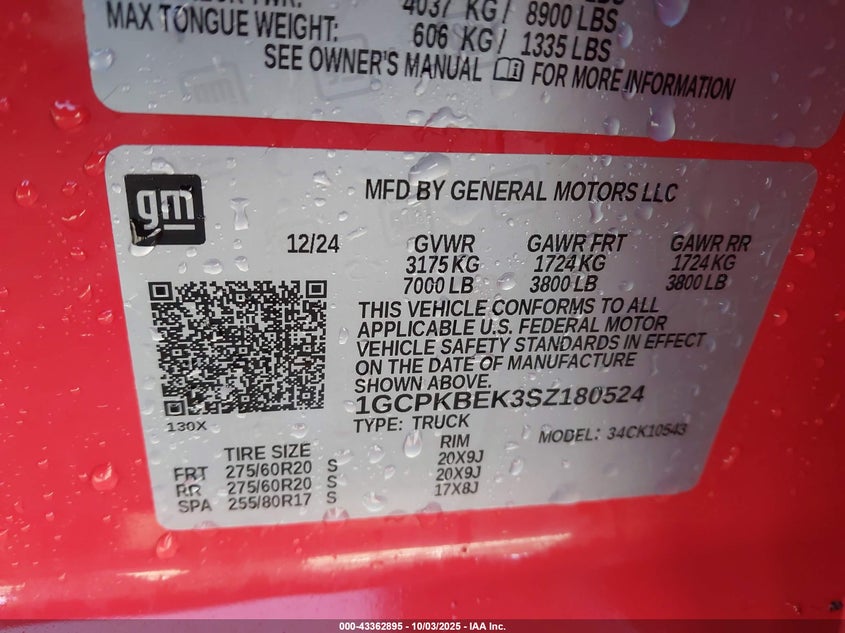 4037 KG / 8900 LBS
MAX TONGUE WEIGHT: 606 KG / 1335 LBS
SEE OWNER'S MANUAL FOR MORE INFORMATION
gm
MFD BY GENERAL MOTORS LLC
12/24 GVWR GAWR FRT GAWR RR
3175 KG 1724 KG 1724 KG
7000 LB 3800 LB 3800 LB
THIS VEHICLE CONFORMS TO ALL
APPLICABLE U.S. FEDERAL MOTOR
VEHICLE SAFETY STANDARDS IN EFFECT
ON THE DATE OF MANUFACTURE
SHOWN ABOVE.
1GCPKBEK3SZ180524
130X
TYPE: TRUCK MODEL: 34CK10543
TIRE SIZE RIM
FRT 275/60R20 S 20X9J
RR 275/60R20 S 20X9J
SPA 255/80R17 S 17X8J
000-43362895 - 10/03/2025 - IAA Inc.